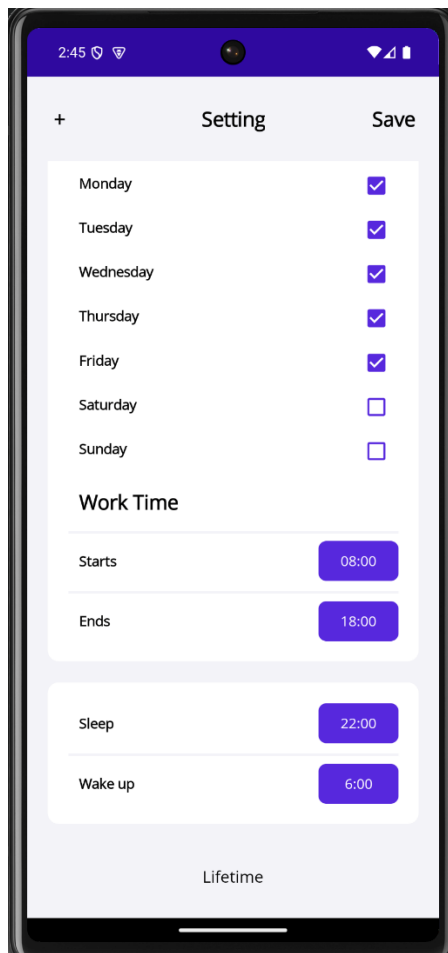 2:45
+ Setting Save
Monday
Tuesday
Wednesday
Thursday
Friday
Saturday
Sunday
Work Time
Starts 08:00
Ends 18:00
Sleep 22:00
Wake up 6:00
Lifetime